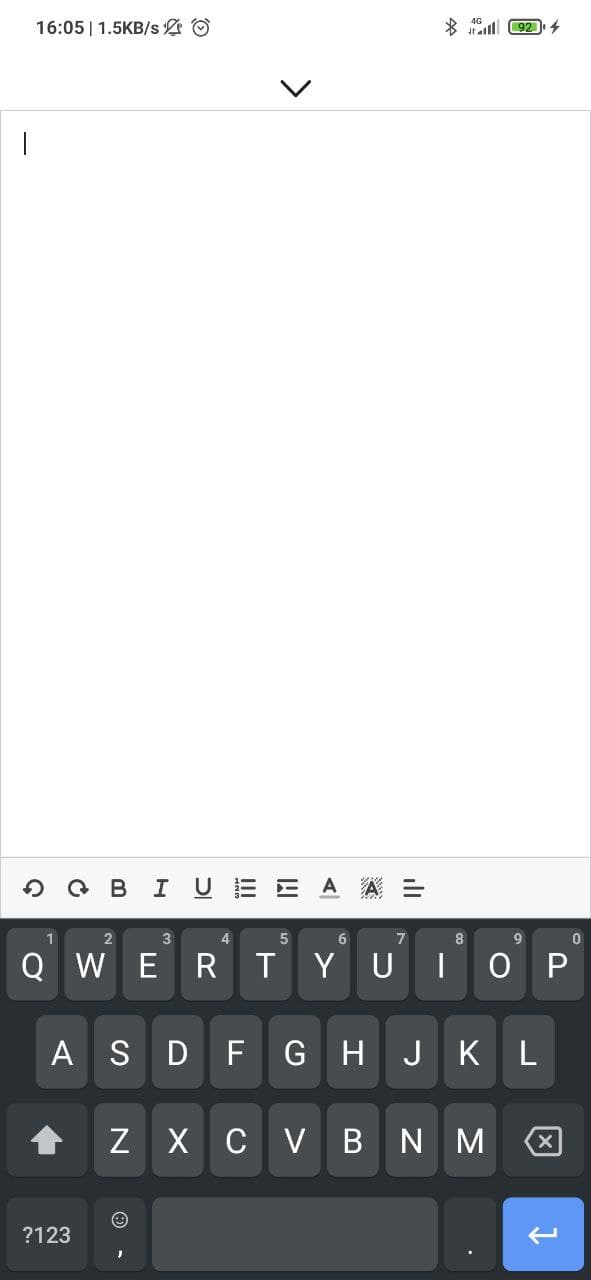 16:05 | 1.5KB/s 4G 92
B I U A A
1 2 3 4 5 6 7 8 9 0
Q W E R T Y U I O P
A S D F G H J K L
Z X C V B N M
?123 , .